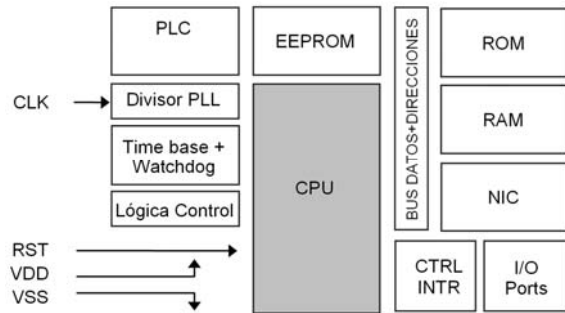 PLC
EEPROM
ROM
CLK
Divisor PLL
RAM
Time base +
Watchdog
CPU
BUS DATOS+DIRECCIONES
NIC
Lógica Control
RST
VDD
VSS
CTRL
INTR
I/O
Ports